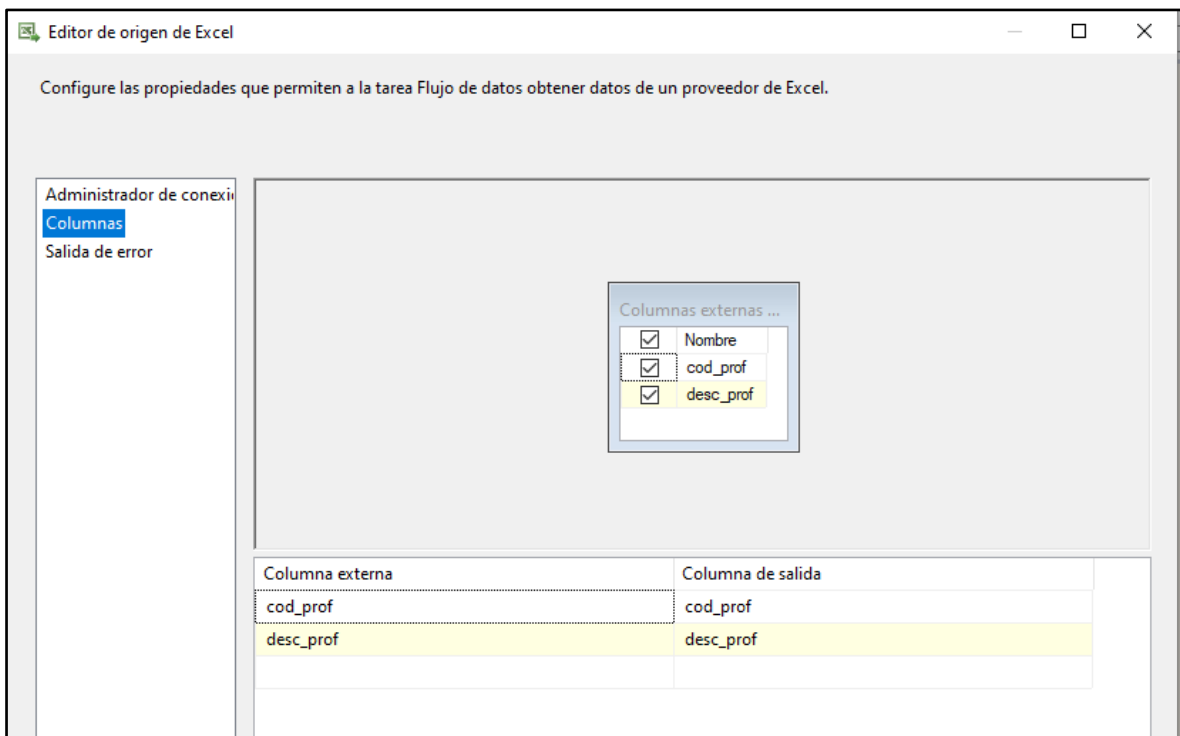 Editor de origen de Excel
Configure las propiedades que permiten a la tarea Flujo de datos obtener datos de un proveedor de Excel.
Administrador de conexi
Columnas
Salida de error
Columnas externas ...
Nombre
cod_prof
desc_prof
Columna externa Columna de salida
cod_prof cod_prof
desc_prof desc_prof